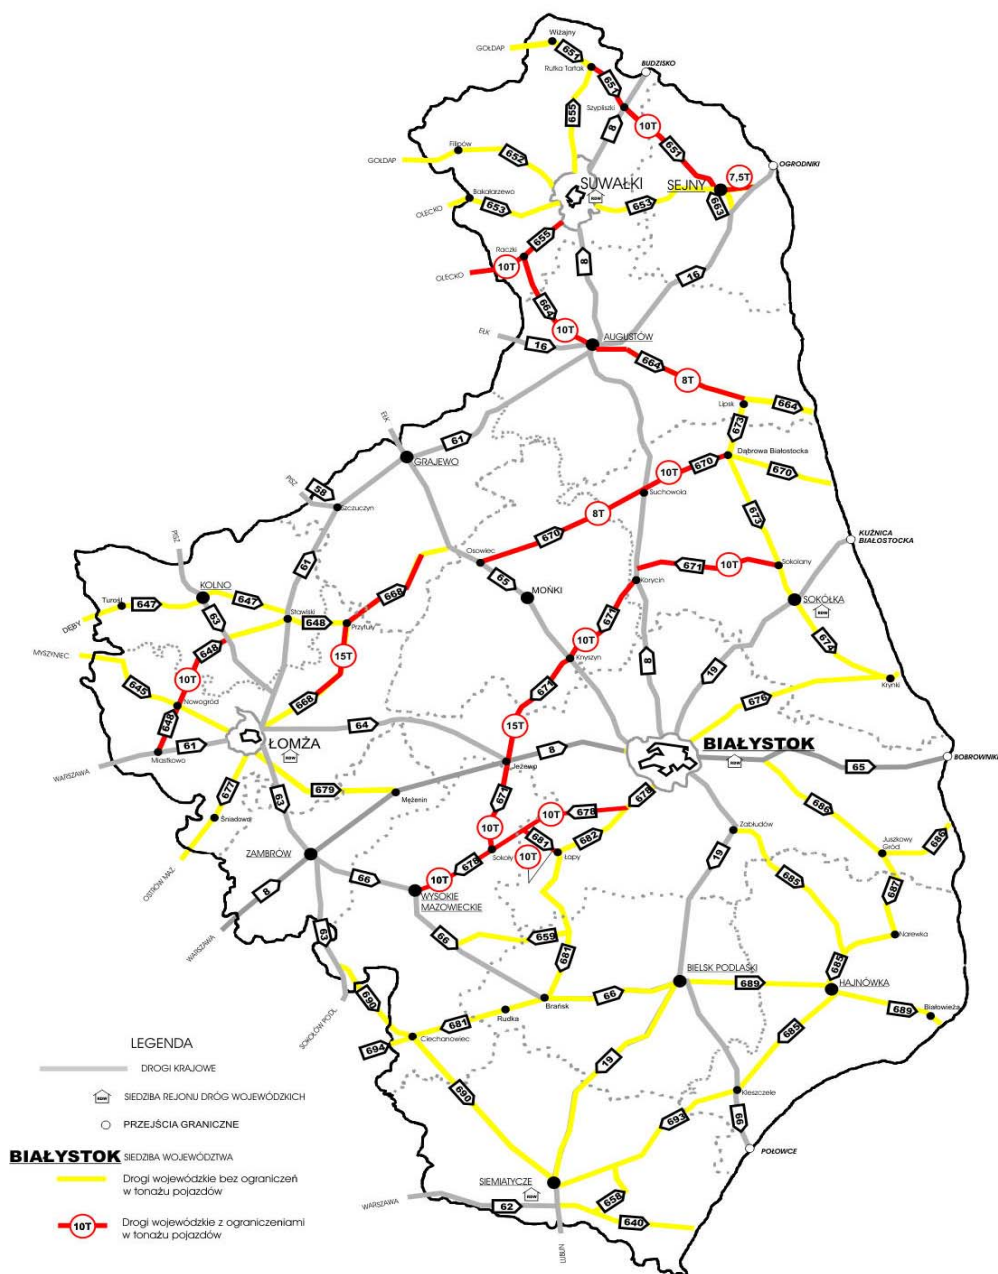 Wiżajny
GOŁDAP
651
BUDZISKO
Rutka Tartak
651
655
Szypliszki
8
10T
651
Filipów
652
GOŁDAP
OGRODNIKI
7,5T
SUWAŁKI
SEJNY
Bakałarzewo
653
RDW
653
663
OLECKO
655
Raczki
10T
8
OLECKO
16
664
10T
EŁK
16
AUGUSTÓW
664
8T
Lipsk
664
EŁK
673
61
GRAJEWO
Dąbrowa Białostocka
670
10T
670
PISZ
58
Szczuczyn
Suchowola
8T
673
PISZ
670
KUŹNICA
BIAŁOSTOCKA
Osowiec
61
65
671
10T
Sokolany
KOLNO
668
MOŃKI
Korycin
SOKÓŁKA
RDW
Turośl
647
647
DĘBY
63
Stawiski
648
Przytuły
671
10T
674
MYSZYNIEC
648
15T
Knyszyn
8
10T
19
Krynki
645
668
671
676
Nowogród
648
15T
64
61
ŁOMŻA
RDW
8
BIAŁYSTOK
RDW
BOBROWNIKI
65
Miastkowo
WARSZAWA
Jeżewo
677
63
679
Mężenin
671
678
686
Śniadowo
10T
10T
678
682
Zabłudów
681
Juszkowy
Gród
686
ZAMBRÓW
Sokoły
10T
Łapy
19
OSTRÓW MAZ.
678
8
66
10T
685
687
WYSOKIE
MAZOWIECKIE
WARSZAWA
63
66
659
Narewka
681
685
BIELSK PODLASKI
HAJNÓWKA
690
66
689
Brańsk
689
Białowieża
SOKOŁÓW PODL.
681
Rudka
Ciechanowiec
685
LEGENDA
694
19
DROGI KRAJOWE
690
Kleszczele
RDW
SIEDZIBA REJONU DRÓG WOJEWÓDZKICH
693
66
PRZEJŚCIA GRANICZNE
POŁOWCE
BIAŁYSTOK SIEDZIBA WOJEWÓDZTWA
Drogi wojewódzkie bez ograniczeń
w tonażu pojazdów
SIEMIATYCZE
RDW
658
WARSZAWA
62
640
10T
Drogi wojewódzkie z ograniczeniami
w tonażu pojazdów
LUBLIN